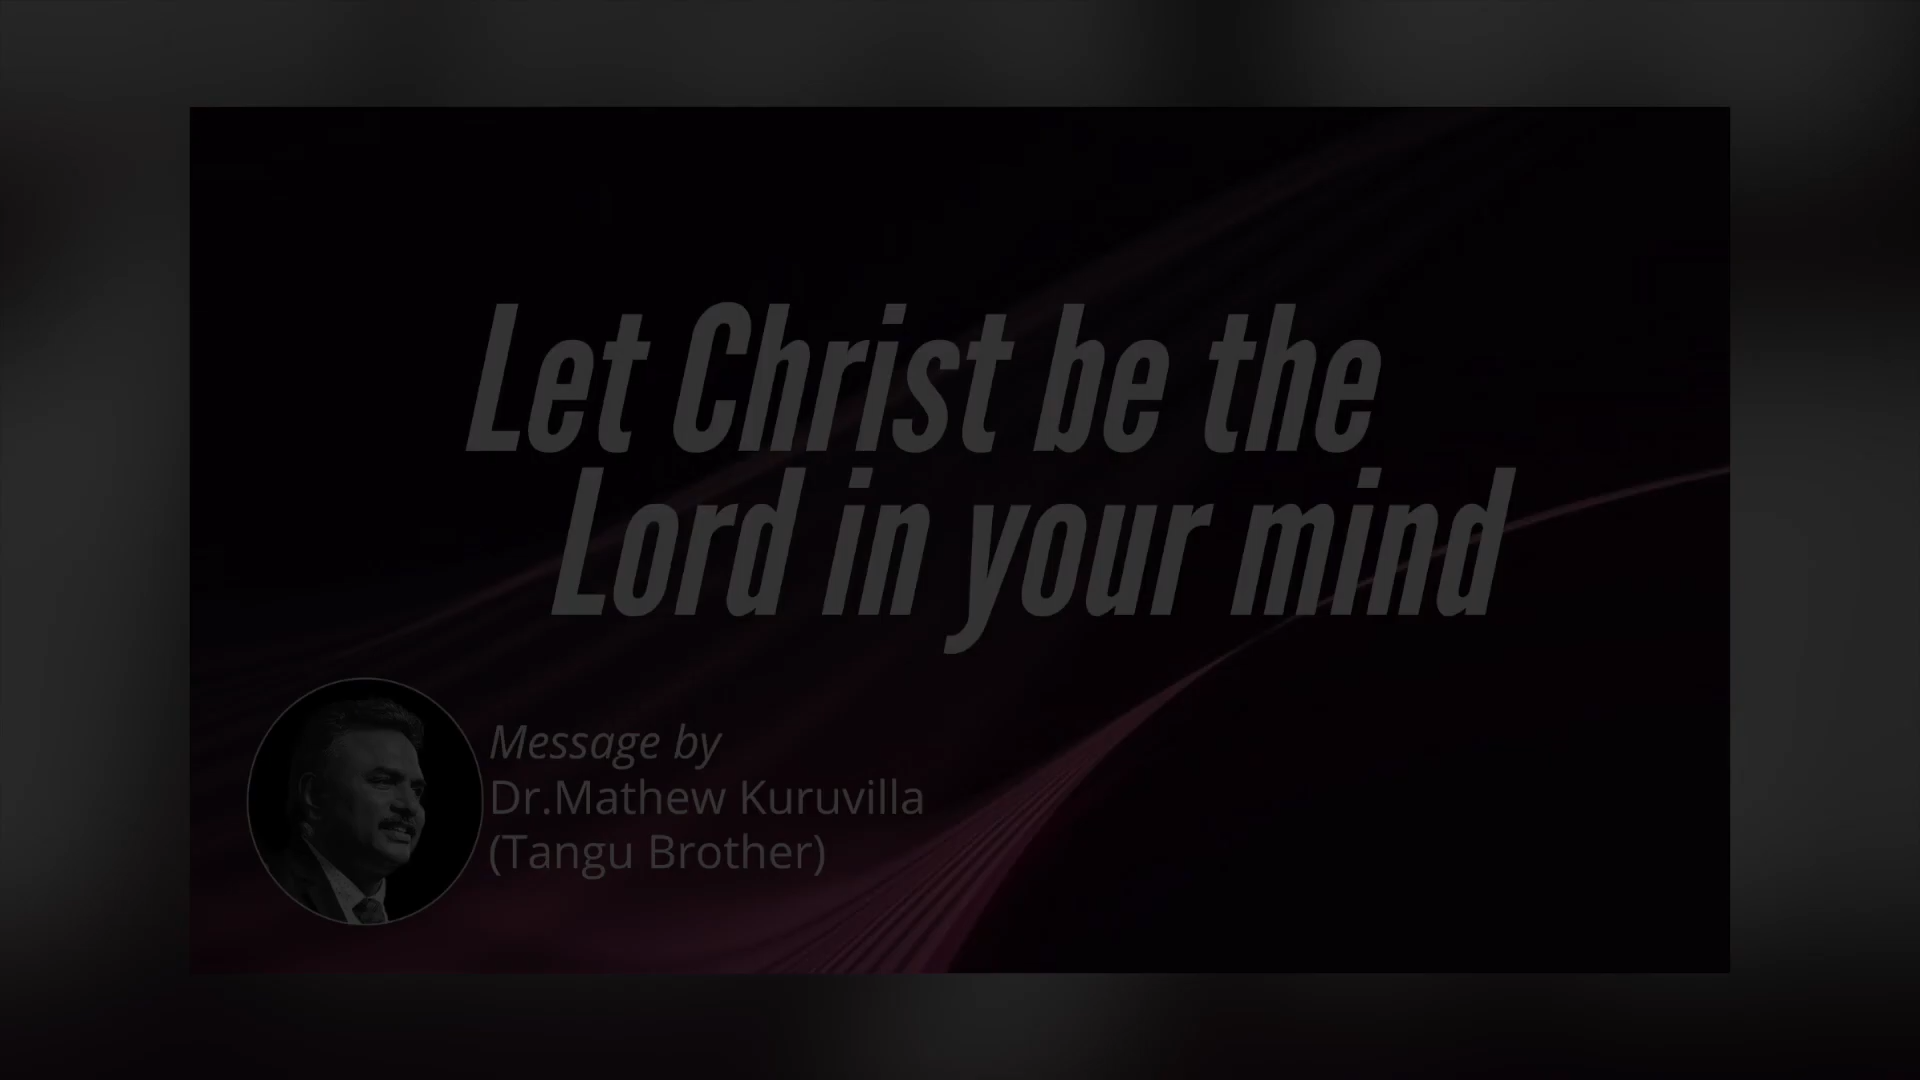 Let Christ be the
Lord in your mind
Message by
Dr.Mathew Kuruvilla
(Tangu Brother)